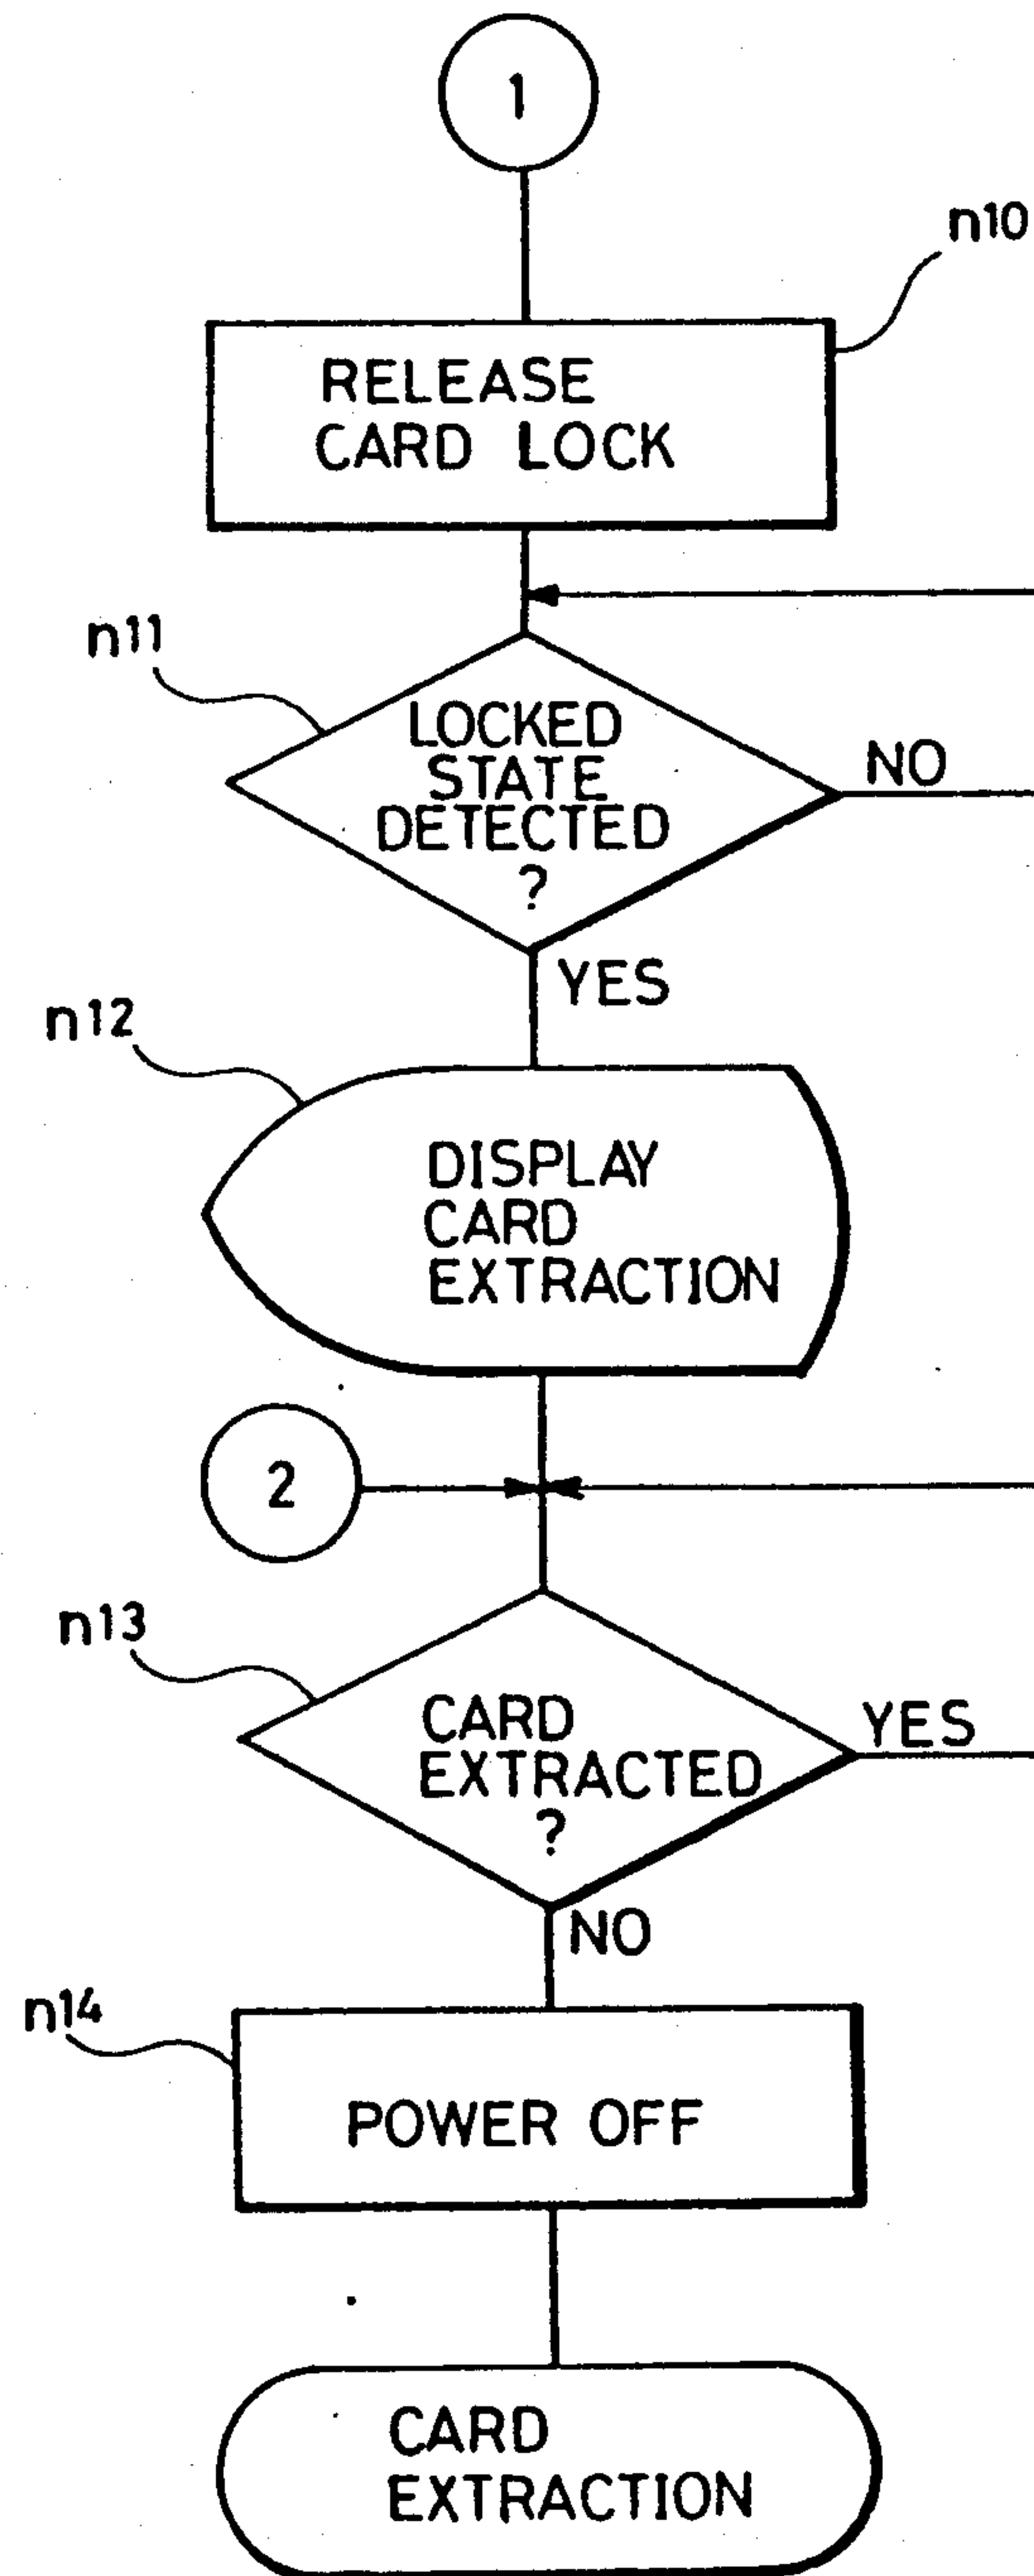 1
n10
RELEASE
CARD LOCK
n11
LOCKED
STATE
DETECTED
?
NO
YES
n12
DISPLAY
CARD
EXTRACTION
2
n13
CARD
EXTRACTED
?
YES
NO
n14
POWER OFF
CARD
EXTRACTION